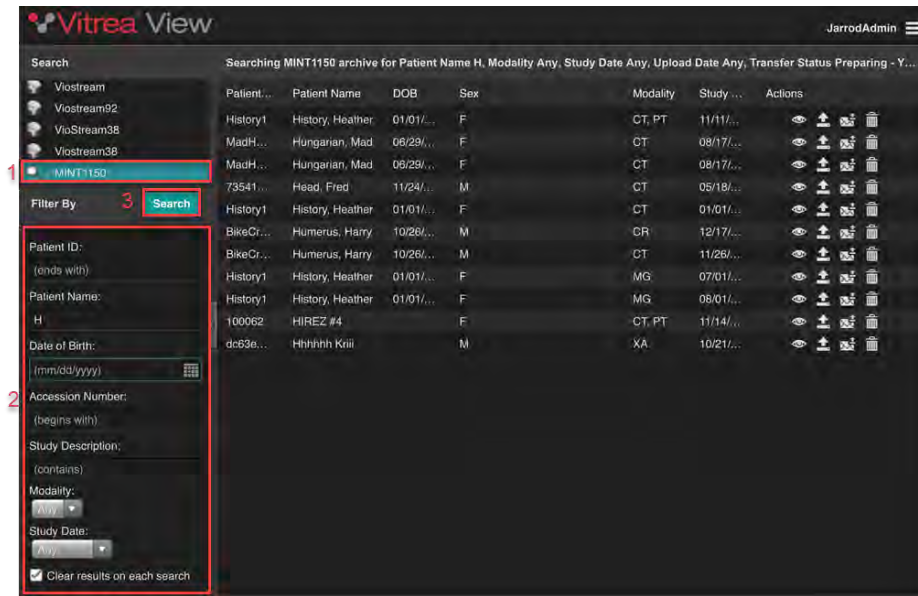 Vitrea View
JarrodAdmin
Search
Viostream
Viostream92
VioStream38
Viostream38
1
MINT1150
Filter By
3
Search
2
Patient ID:
(ends with)
Patient Name:
H
Date of Birth:
(mm/dd/yyyy)
Accession Number:
(begins with)
Study Description:
(contains)
Modality:
Any
Study Date:
Any
Clear results on each search
Searching MINT1150 archive for Patient Name H, Modality Any, Study Date Any, Upload Date Any, Transfer Status Preparing - Y...
Patient... Patient Name DOB Sex Modality Study ... Actions
History1 History, Heather 01/01/... F CT, PT 11/11/...
MadH... Hungarian, Mad 06/29/... F CT 08/17/...
MadH... Hungarian, Mad 06/29/... F CT 08/17/...
73541... Head, Fred 11/24/... M CT 05/18/...
History1 History, Heather 01/01/... F CT 01/01/...
BikeCr... Humerus, Harry 10/26/... M CR 12/17/...
BikeCr... Humerus, Harry 10/26/... M CT 11/26/...
History1 History, Heather 01/01/... F MG 07/01/...
History1 History, Heather 01/01/... F MG 08/01/...
100062 HIREZ #4 F CT, PT 11/14/...
dc63e... Hhhhhh Kriii M XA 10/21/...